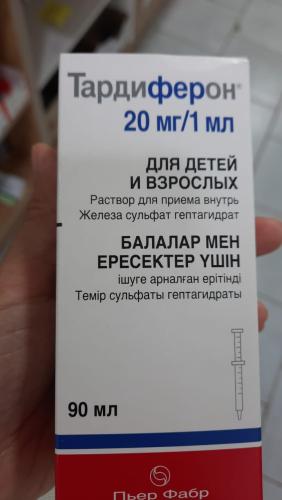 Тардиферон®
20 мг/1 мл
ДЛЯ ДЕТЕЙ
И ВЗРОСЛЫХ
Раствор для приема внутрь
Железа сульфат гептагидрат
БАЛАЛАР МЕН
ЕРЕСЕКТЕР ҮШІН
ішуге арналған ерітінді
Темір сульфаты гептагидраты
90 мл
Пьер Фабр